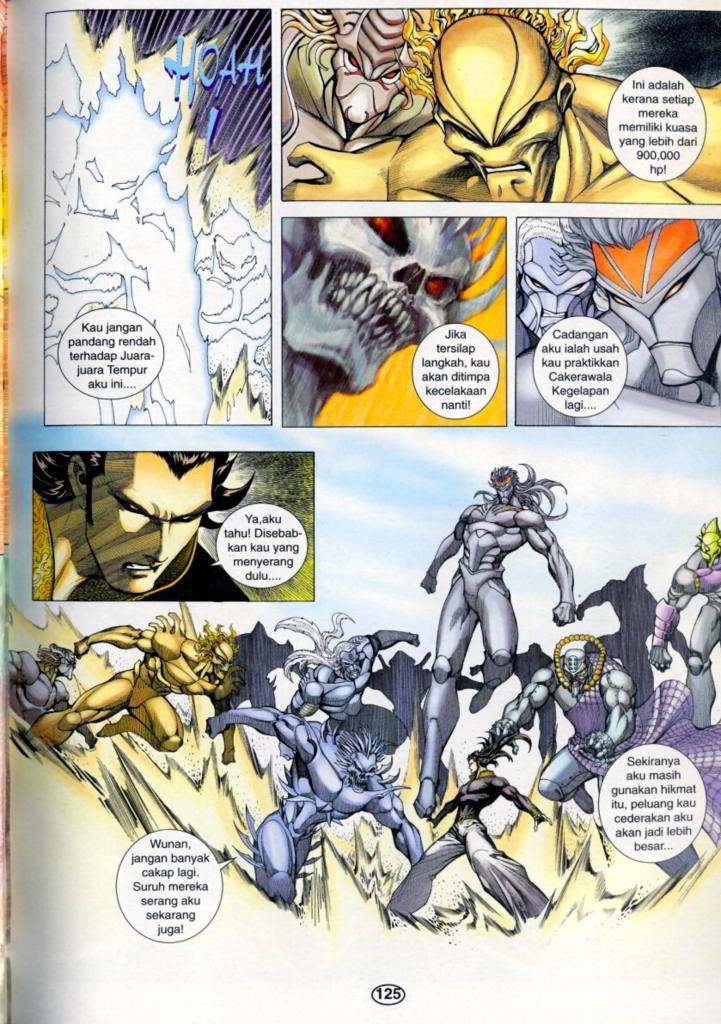 HOAH
!
Kau jangan
pandang rendah
terhadap Juara-
juara Tempur
aku ini....
Ini adalah
kerana setiap
mereka
memiliki kuasa
yang lebih dari
900,000
hp!
Jika
tersilap
langkah, kau
akan ditimpa
kecelakaan
nanti!
Cadangan
aku ialah usah
kau praktikkan
Cakerawala
Kegelapan
lagi....
Ya,aku
tahu! Disebab-
kan kau yang
menyerang
dulu....
Sekiranya
aku masih
gunakan hikmat
itu, peluang kau
cederakan aku
akan jadi lebih
besar...
Wunan,
jangan banyak
cakap lagi.
Suruh mereka
serang aku
sekarang
juga!
125